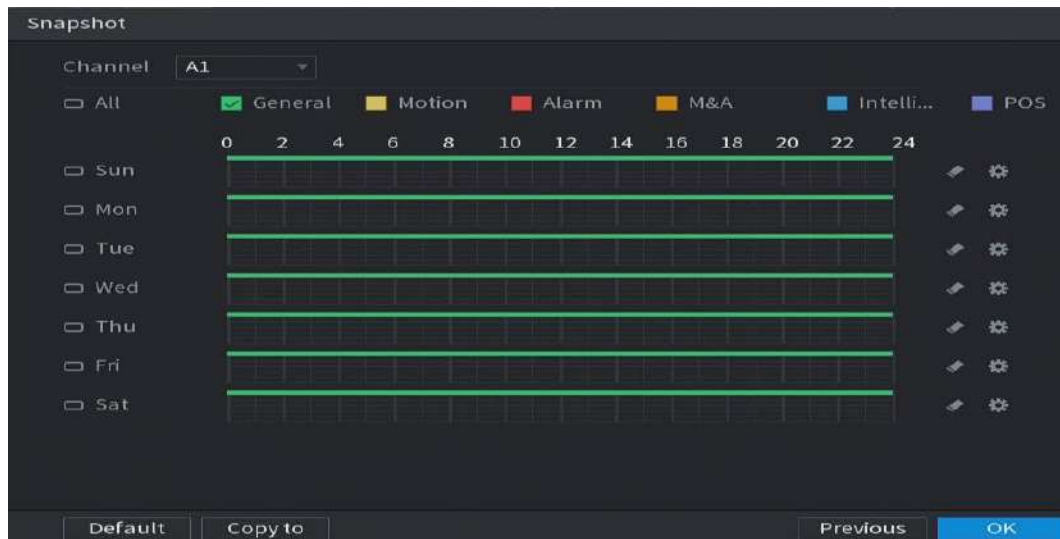 Snapshot
Channel A1
All General Motion Alarm M&A Intelli... POS
0 2 4 6 8 10 12 14 16 18 20 22 24
Sun
Mon
Tue
Wed
Thu
Fri
Sat
Default Copy to Previous OK